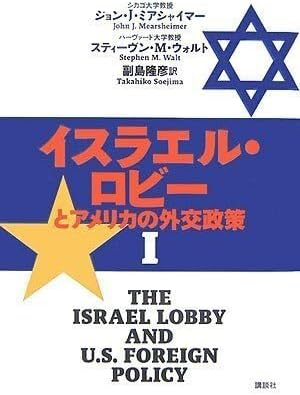 シカゴ大学教授
ジョン・J・ミアシャイマー
John J. Mearsheimer
ハーヴァード大学教授
スティーヴン・M・ウォルト
Stephen M. Walt
副島隆彦 訳
Takahiko Soejima
イスラエル・
ロビー
とアメリカの外交政策
I
THE
ISRAEL LOBBY
AND
U.S. FOREIGN
POLICY
講談社